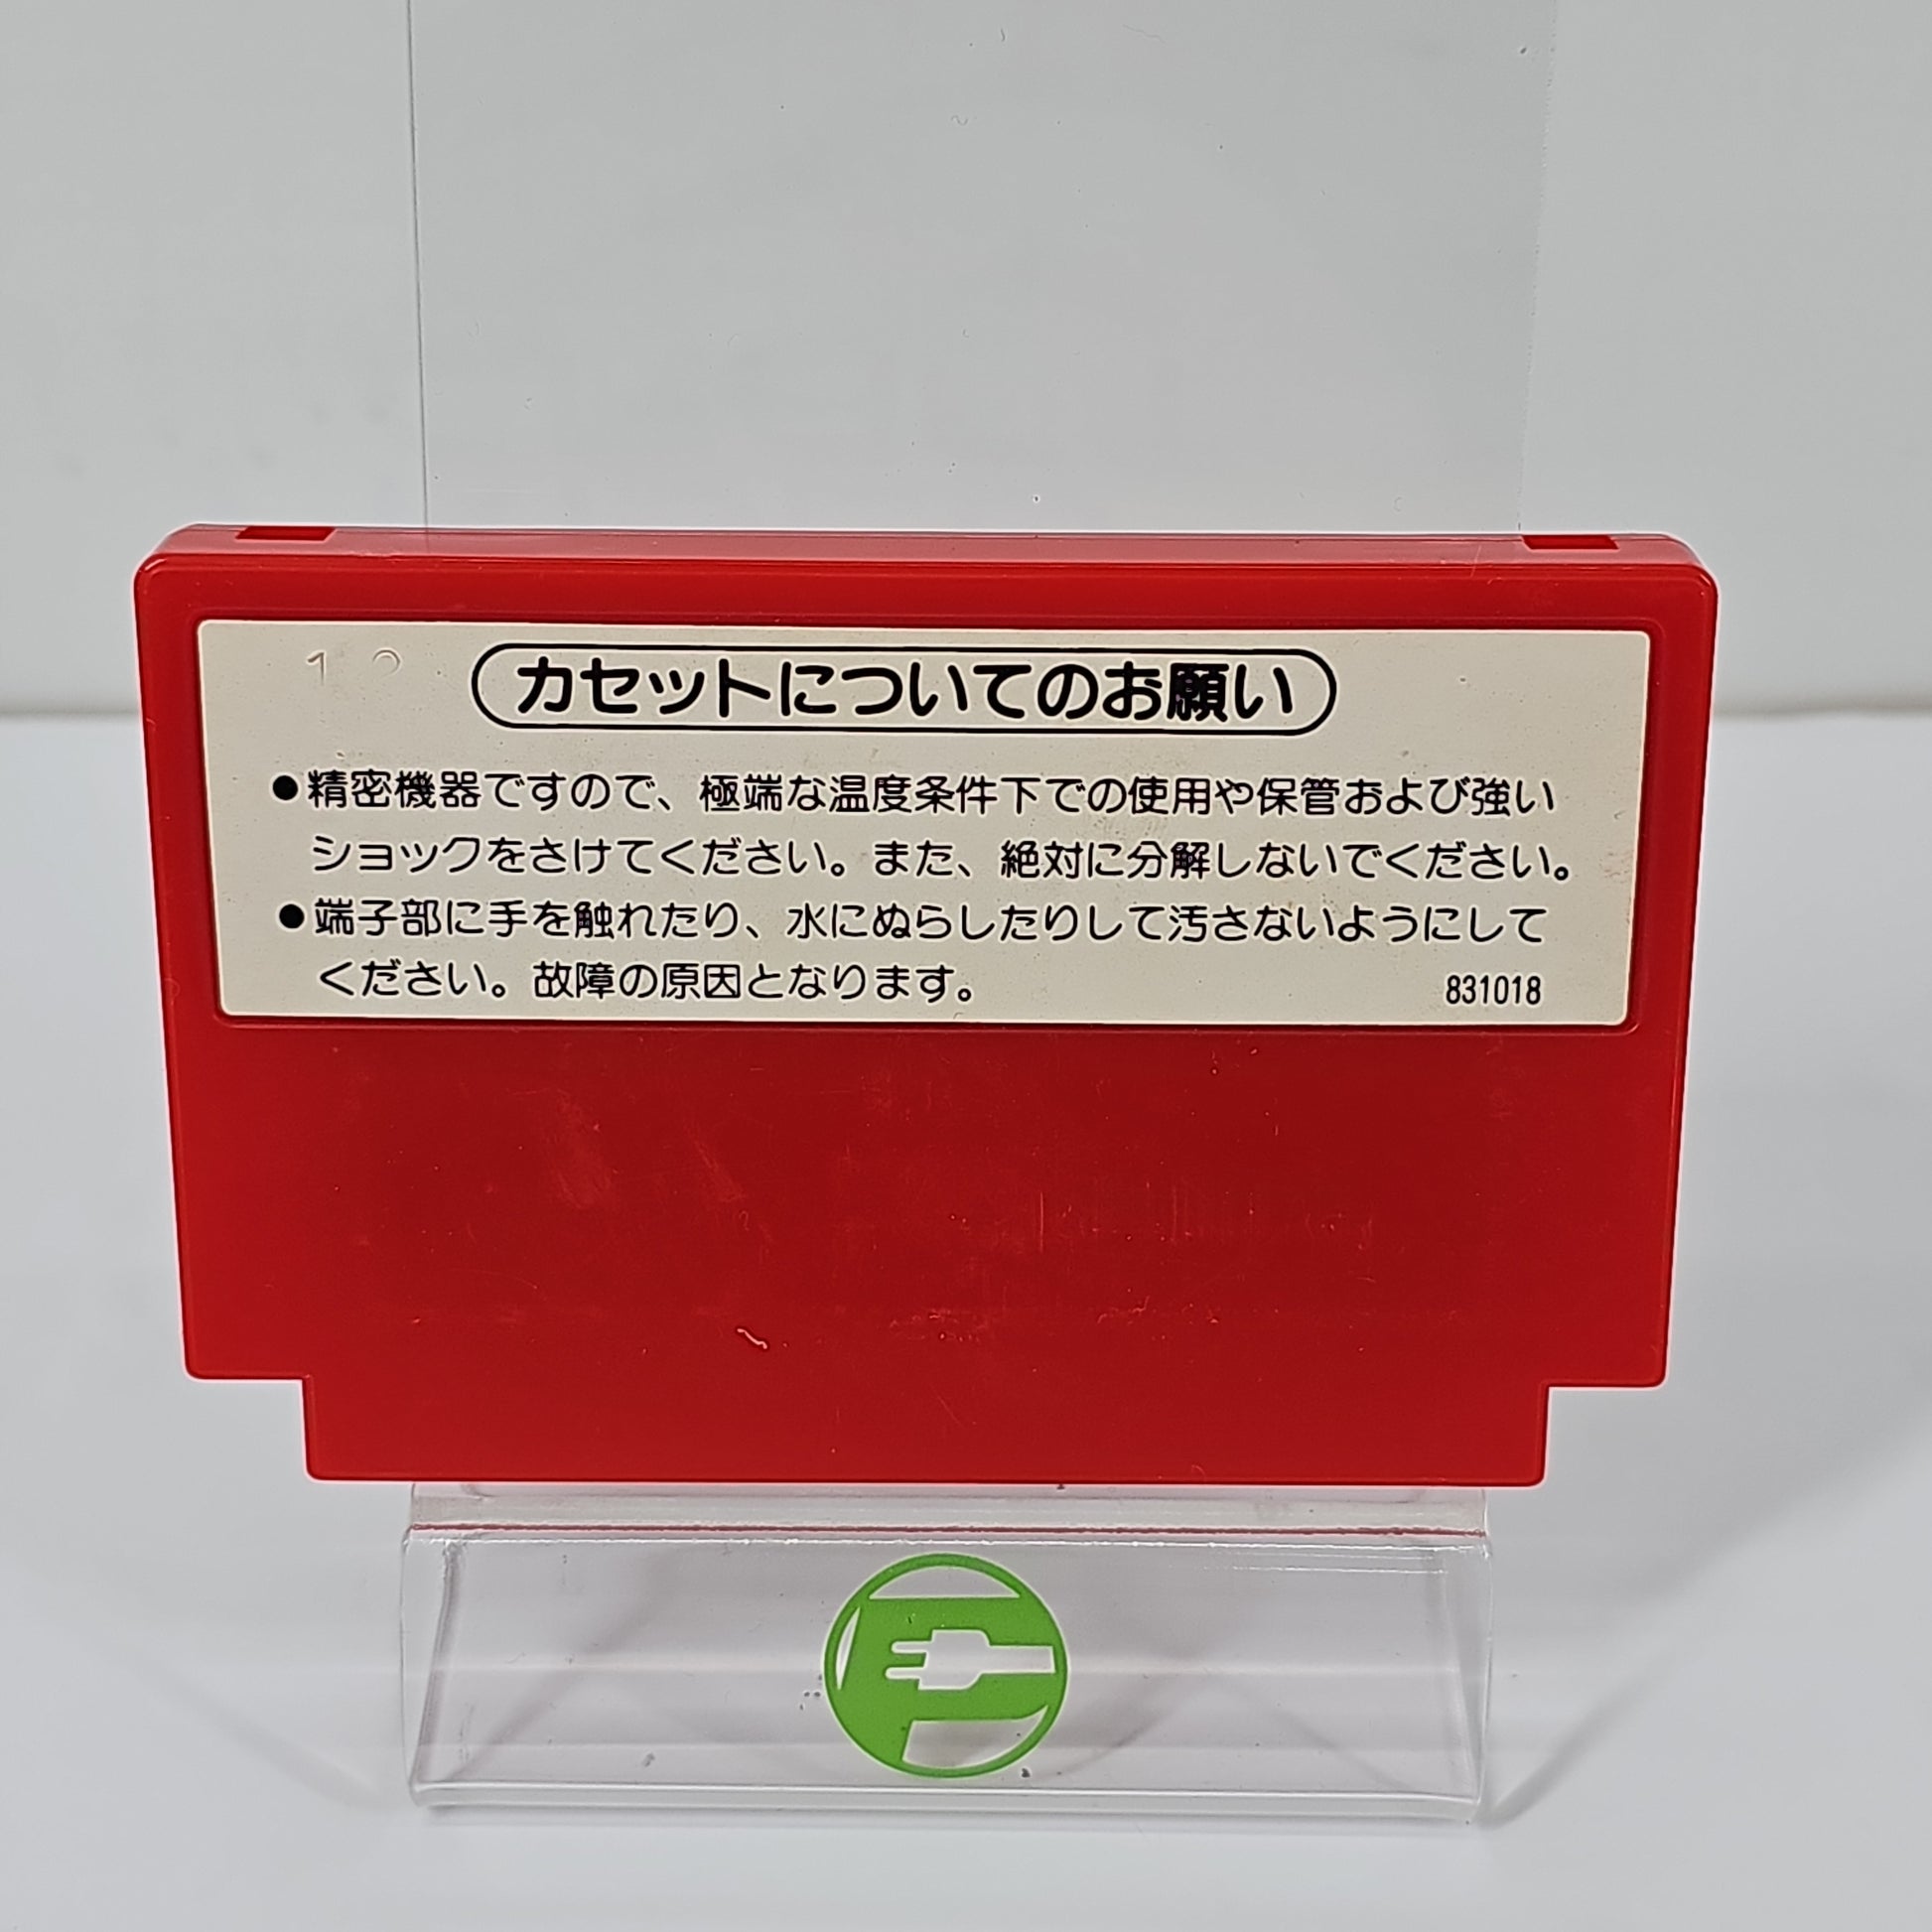 カセットについてのお願い
●精密機器ですので、極端な温度条件下での使用や保管および強い
ショックをさけてください。また、絶対に分解しないでください。
●端子部に手を触れたり、水にぬらしたりして汚さないようにして
ください。故障の原因となります。
831018